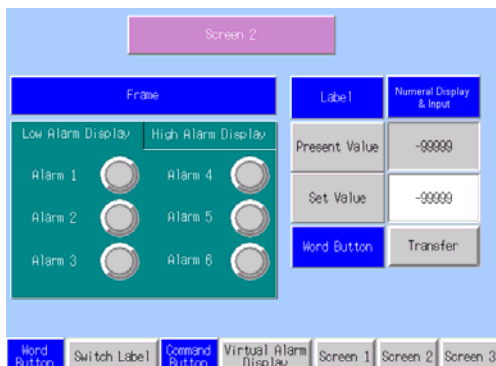 Screen 2
Frame
Label
Numeral Display
& Input
Low Alarm Display
High Alarm Display
Present Value
-99999
Alarm 1
Alarm 4
Set Value
-99999
Alarm 2
Alarm 5
Word Button
Transfer
Alarm 3
Alarm 6
Word
Button
Switch Label
Command
Button
Virtual Alarm
Display
Screen 1
Screen 2
Screen 3